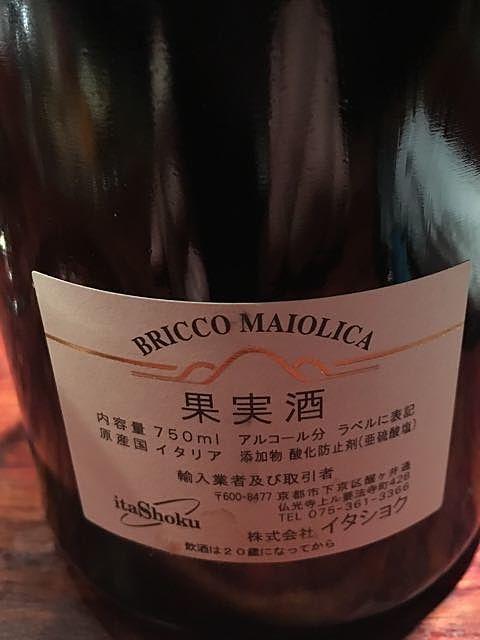 BRICCO MAIOLICA
果実酒
内容量 750ml アルコール分 ラベルに表記
原産国 イタリア 添加物 酸化防止剤(亜硫酸塩)
輸入業者及び取引者
〒600-8477 京都市下京区醒ヶ井通
仏光寺上ル要法寺町428
TEL 075-361-3366
itaShoku
株式会社 イタショク
飲酒は20歳になってから